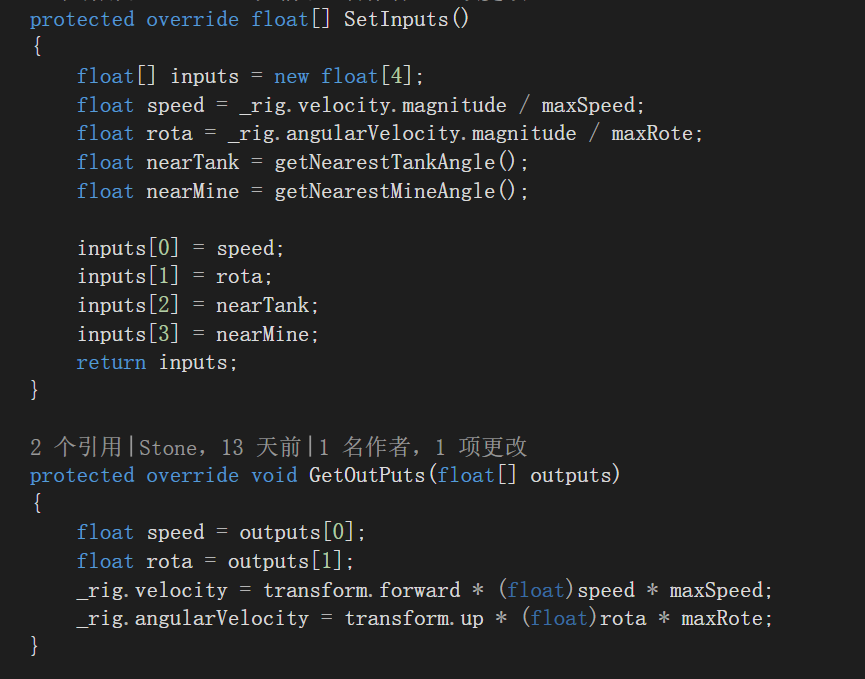 protected override float[] SetInputs()
{
float[] inputs = new float[4];
float speed = _rig.velocity.magnitude / maxSpeed;
float rota = _rig.angularVelocity.magnitude / maxRote;
float nearTank = getNearestTankAngle();
float nearMine = getNearestMineAngle();
inputs[0] = speed;
inputs[1] = rota;
inputs[2] = nearTank;
inputs[3] = nearMine;
return inputs;
}
2 个引用|Stone，13 天前|1 名作者，1 项更改
protected override void GetOutPuts(float[] outputs)
{
float speed = outputs[0];
float rota = outputs[1];
_rig.velocity = transform.forward * (float)speed * maxSpeed;
_rig.angularVelocity = transform.up * (float)rota * maxRote;
}